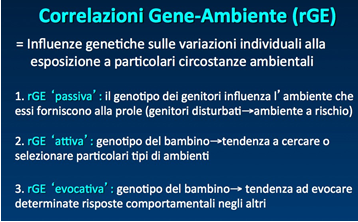 Correlazioni Gene-Ambiente (rGE)
= Influenze genetiche sulle variazioni individuali alla
esposizione a particolari circostanze ambientali
1. rGE ‘passiva’ : il genotipo dei genitori influenza l’ ambiente che
essi forniscono alla prole (genitori disturbati→ambiente a rischio)
2. rGE ‘attiva’ : genotipo del bambino→tendenza a cercare o
selezionare particolari tipi di ambienti
3. rGE ‘evocativa’ : genotipo del bambino→ tendenza ad evocare
determinate risposte comportamentali negli altri